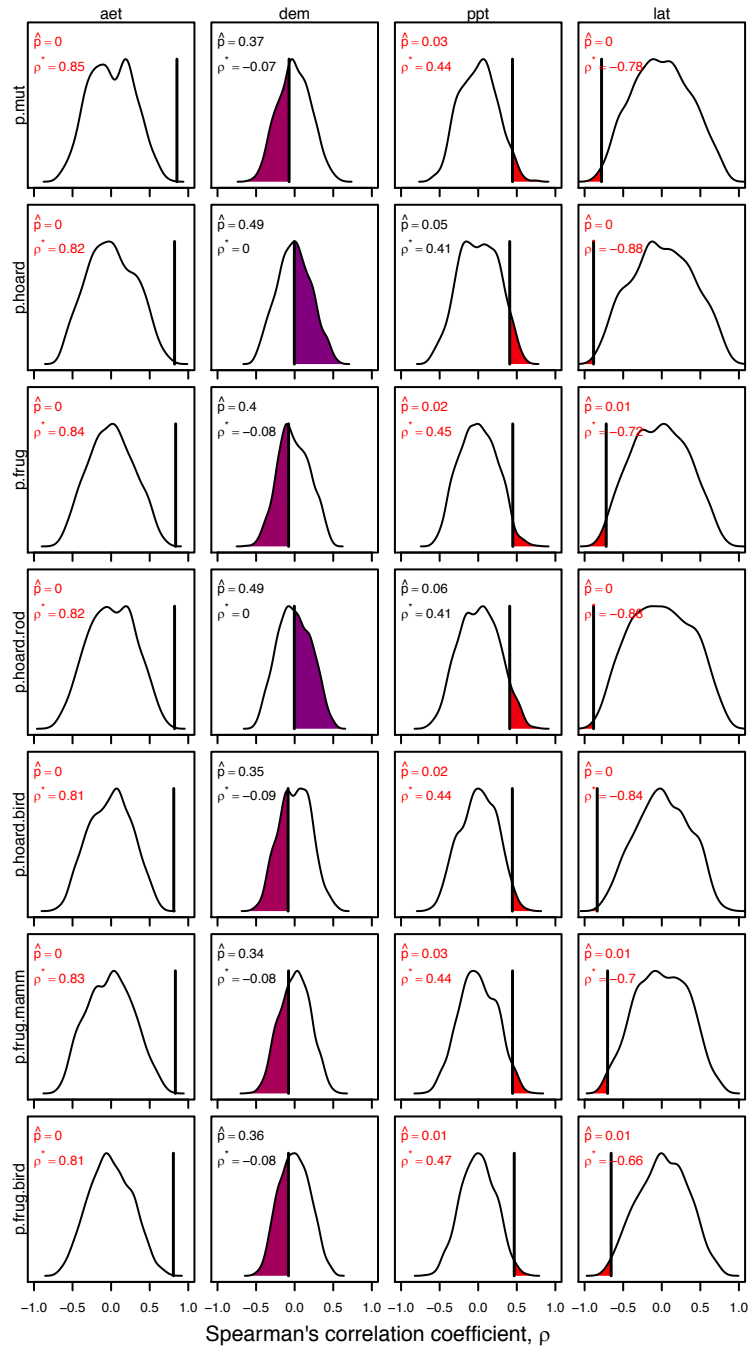 aet dem ppt lat
p.mut
p̂ = 0 p̂ = 0.37 p̂ = 0.03 p̂ = 0
ρ* = 0.85 ρ* = −0.07 ρ* = 0.44 ρ* = −0.78
p.hoard
p̂ = 0 p̂ = 0.49 p̂ = 0.05 p̂ = 0
ρ* = 0.82 ρ* = 0 ρ* = 0.41 ρ* = −0.88
p.frug
p̂ = 0 p̂ = 0.4 p̂ = 0.02 p̂ = 0.01
ρ* = 0.84 ρ* = −0.08 ρ* = 0.45 ρ* = −0.72
p.hoard.rod
p̂ = 0 p̂ = 0.49 p̂ = 0.06 p̂ = 0
ρ* = 0.82 ρ* = 0 ρ* = 0.41 ρ* = −0.88
p.hoard.bird
p̂ = 0 p̂ = 0.35 p̂ = 0.02 p̂ = 0
ρ* = 0.81 ρ* = −0.09 ρ* = 0.44 ρ* = −0.84
p.frug.mamm
p̂ = 0 p̂ = 0.34 p̂ = 0.03 p̂ = 0.01
ρ* = 0.83 ρ* = −0.08 ρ* = 0.44 ρ* = −0.7
p.frug.bird
p̂ = 0 p̂ = 0.36 p̂ = 0.01 p̂ = 0.01
ρ* = 0.81 ρ* = −0.08 ρ* = 0.47 ρ* = −0.66
−1.0 0.0 0.5 1.0 −1.0 0.0 0.5 1.0 −1.0 0.0 0.5 1.0 −1.0 0.0 0.5 1.0
Spearman's correlation coefficient, ρ